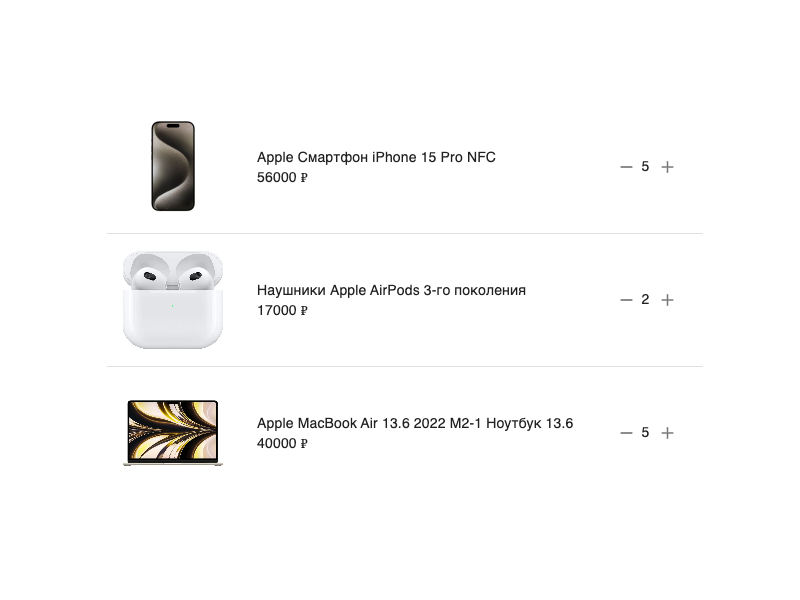 Apple Смартфон iPhone 15 Pro NFC
56000 ₽
— 5 +
Наушники Apple AirPods 3-го поколения
17000 ₽
— 2 +
Apple MacBook Air 13.6 2022 M2-1 Ноутбук 13.6
40000 ₽
— 5 +